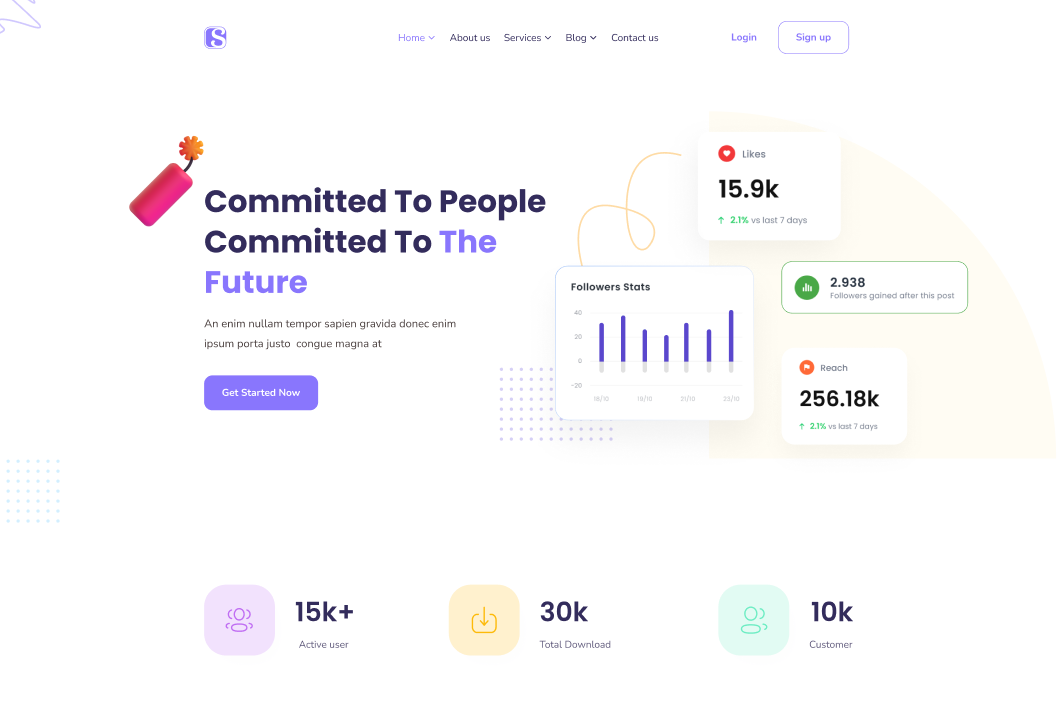 S
Home
About us
Services
Blog
Contact us
Login
Sign up
Committed To People
Committed To The
Future
An enim nullam tempor sapien gravida donec enim
ipsum porta justo  congue magna at
Get Started Now
Likes
15.9k
2.1% vs last 7 days
Followers Stats
40
20
0
-20
18/10
19/10
21/10
23/10
2.938
Followers gained after this post
Reach
256.18k
2.1% vs last 7 days
15k+
Active user
30k
Total Download
10k
Customer